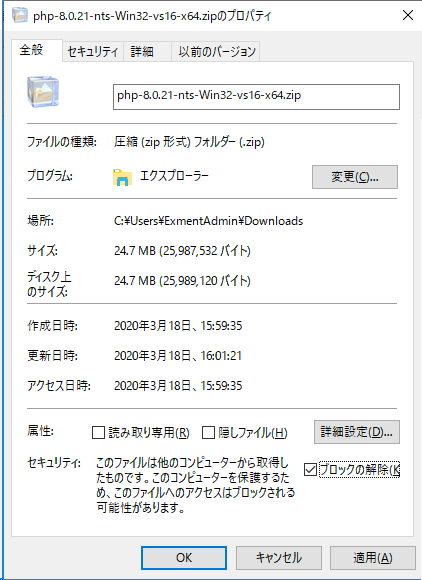 php-8.0.21-nts-Win32-vs16-x64.zipのプロパティ
全般 セキュリティ 詳細 以前のバージョン
php-8.0.21-nts-Win32-vs16-x64.zip
ファイルの種類: 圧縮 (zip 形式) フォルダー (.zip)
プログラム: エクスプローラー 変更(C)...
場所: C:¥Users¥ExmentAdmin¥Downloads
サイズ: 24.7 MB (25,987,532 バイト)
ディスク上
のサイズ: 24.7 MB (25,989,120 バイト)
作成日時: 2020年3月18日、15:59:35
更新日時: 2020年3月18日、16:01:21
アクセス日時: 2020年3月18日、15:59:35
属性: 読み取り専用(R) 隠しファイル(H) 詳細設定(D)...
セキュリティ: このファイルは他のコンピューターから取得し
たものです。このコンピューターを保護するため、このファイルへのアクセスはブロックされる
可能性があります。
ブロックの解除(K
OK キャンセル 適用(A)